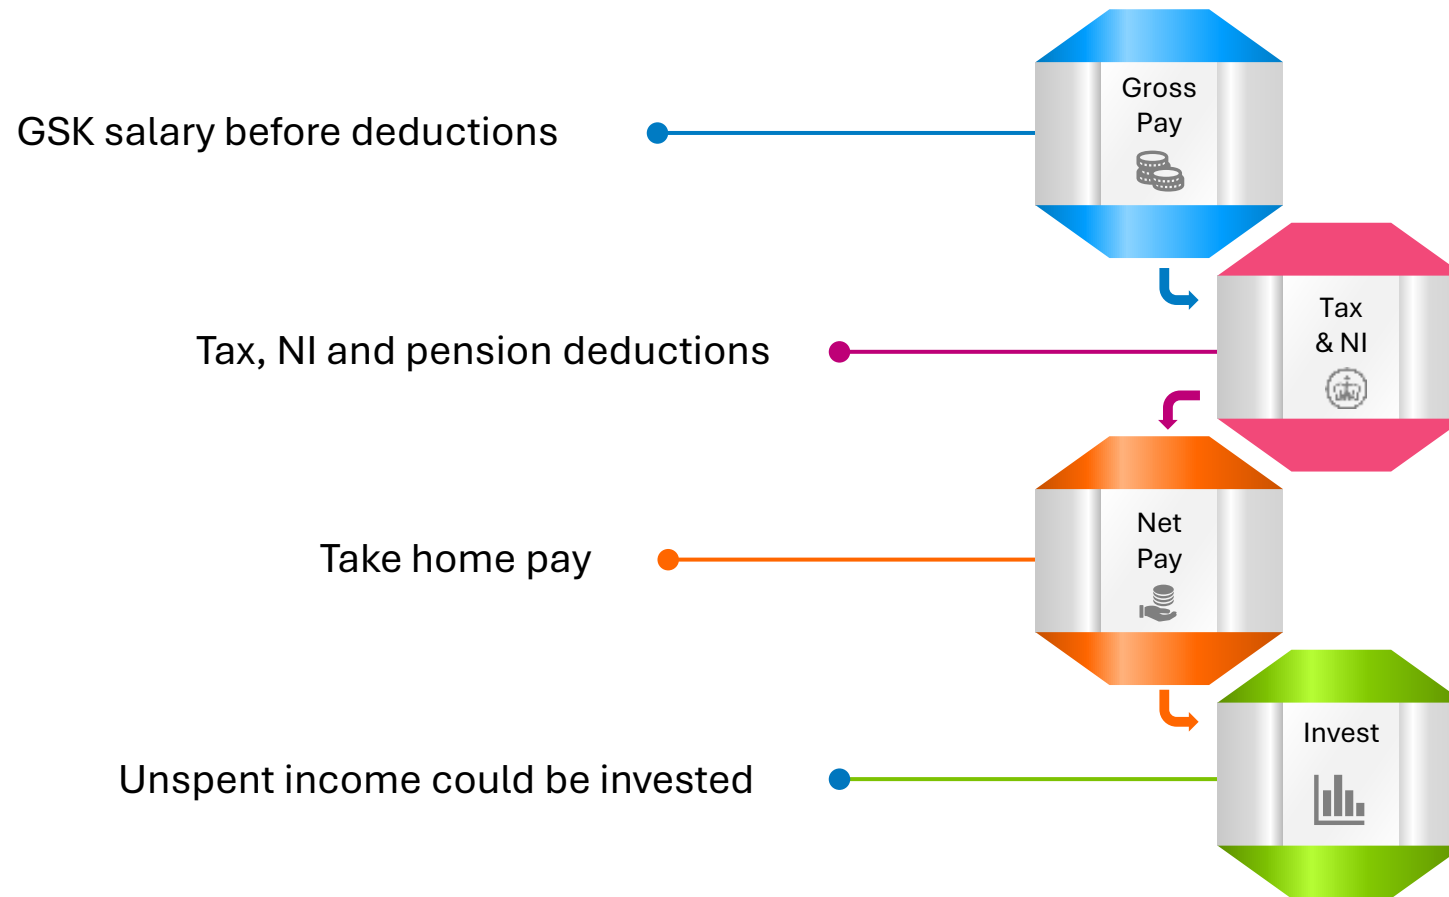 Gross
Pay
GSK salary before deductions
Tax
& NI
Tax, NI and pension deductions
Net
Pay
Take home pay
Invest
Unspent income could be invested